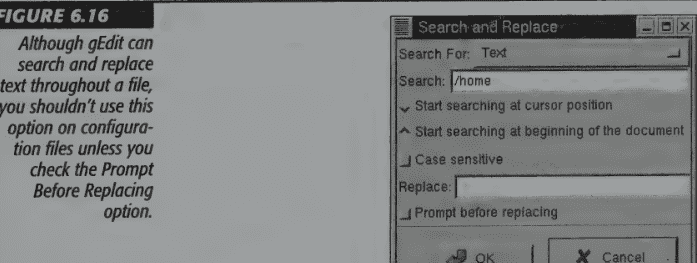 FIGURE 6.16
Although gEdit can
search and replace
text throughout a file,
you shouldn't use this
option on configura-
tion files unless you
check the Prompt
Before Replacing
option.
Search and Replace
Search For: Text
Search: /home
Start searching at cursor position
Start searching at beginning of the document
Case sensitive
Replace:
Prompt before replacing
OK
Cancel